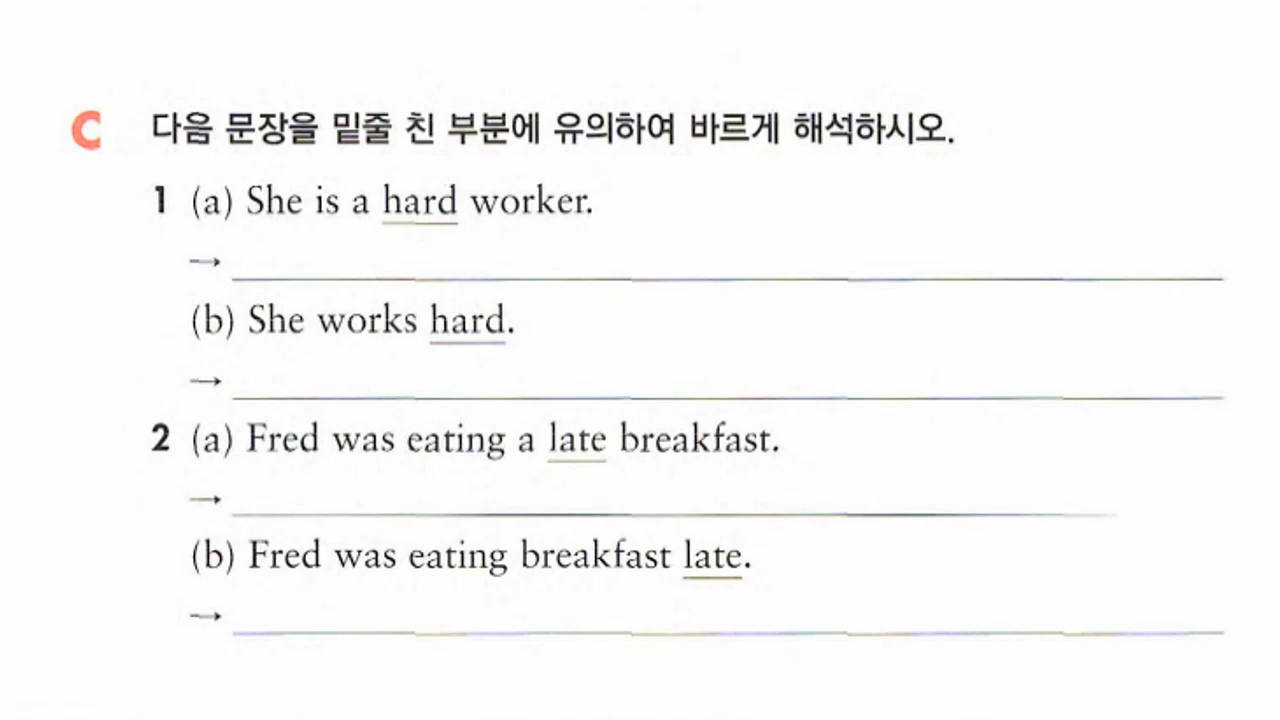 C 다음 문장을 밑줄 친 부분에 유의하여 바르게 해석하시오.
1 (a) She is a hard worker.
→
(b) She works hard.
→
2 (a) Fred was eating a late breakfast.
→
(b) Fred was eating breakfast late.
→